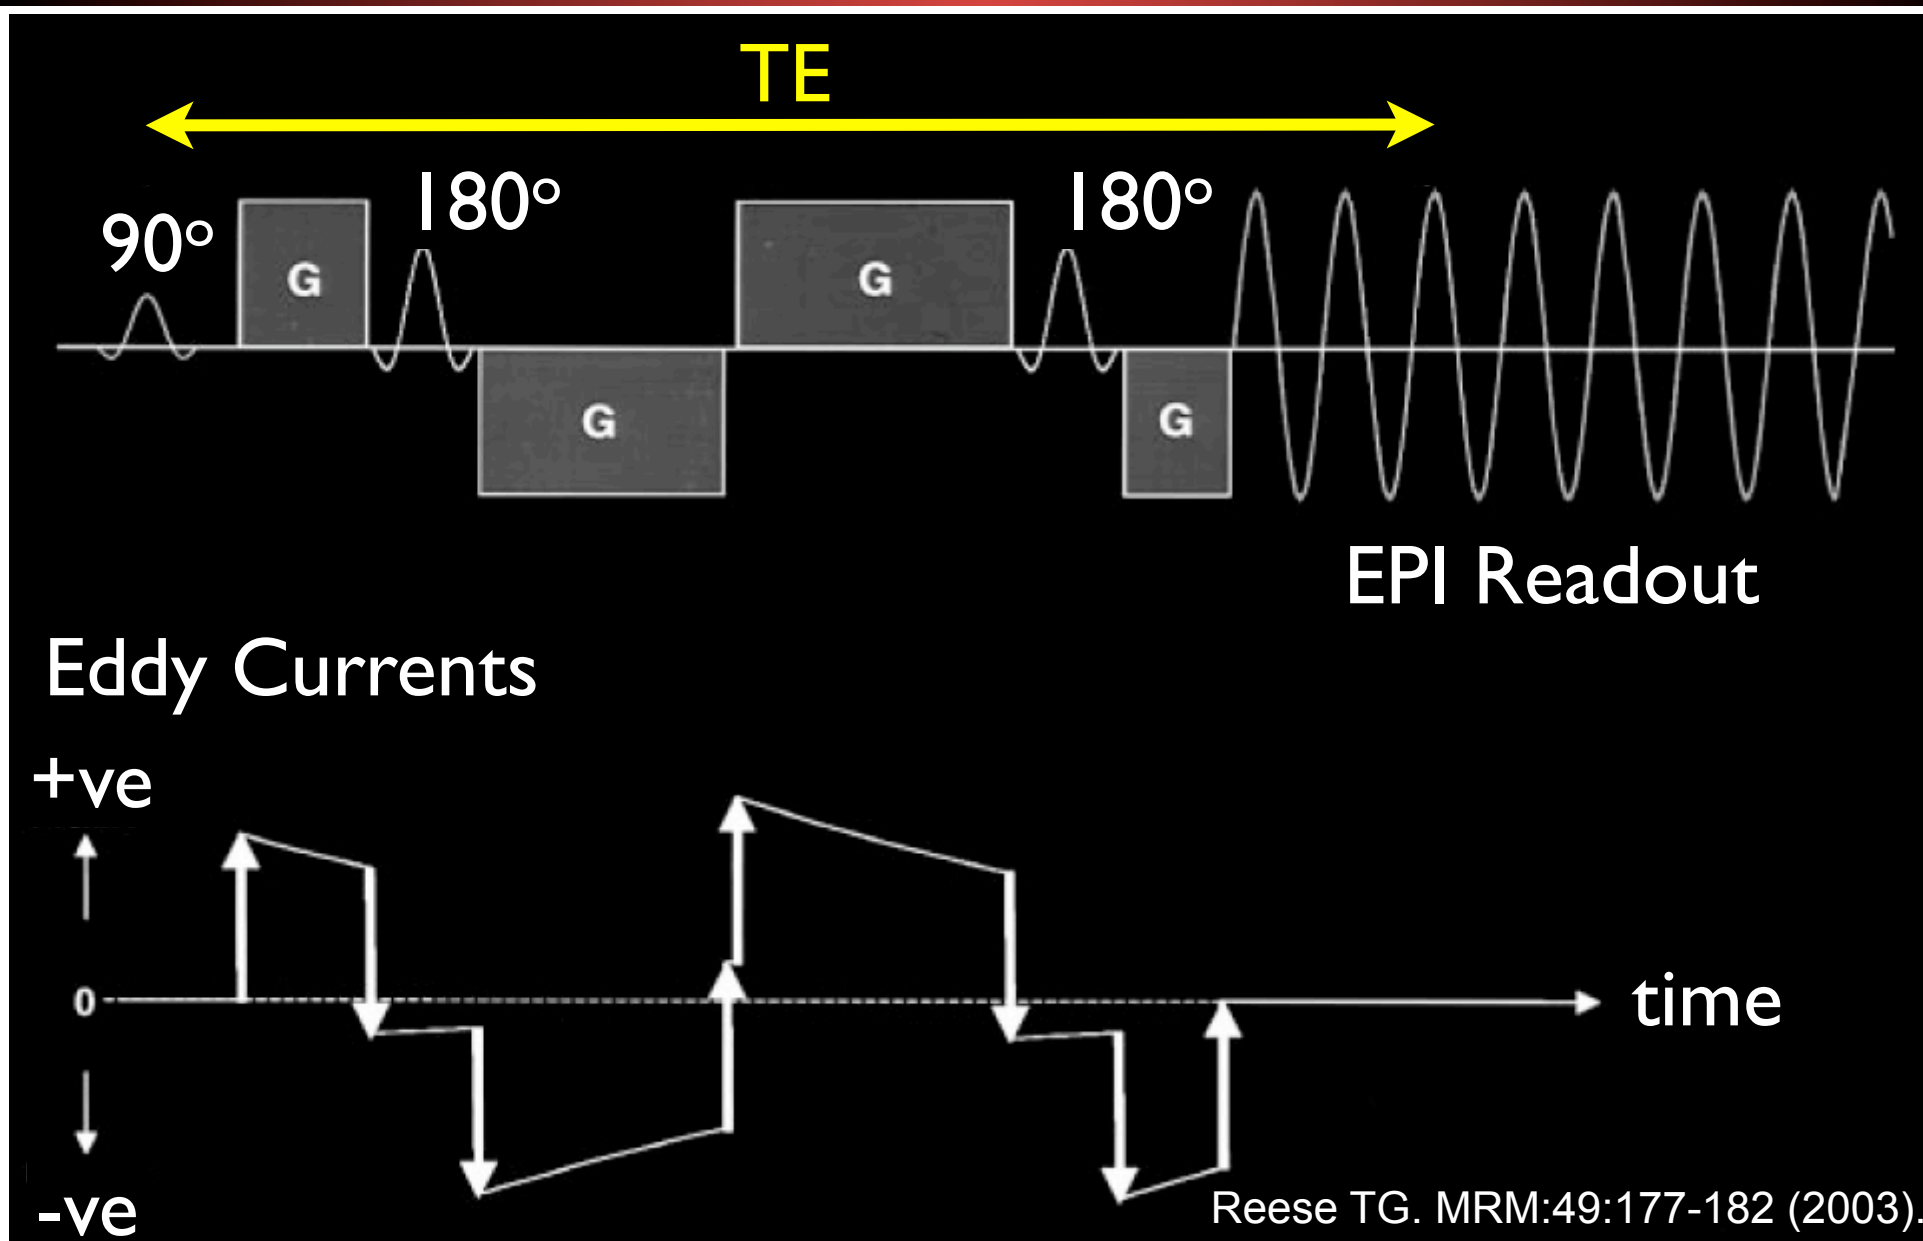 TE
90° 180° 180°
G G
G G
EPI Readout
Eddy Currents
+ve
0 time
-ve
Reese TG. MRM:49:177-182 (2003).